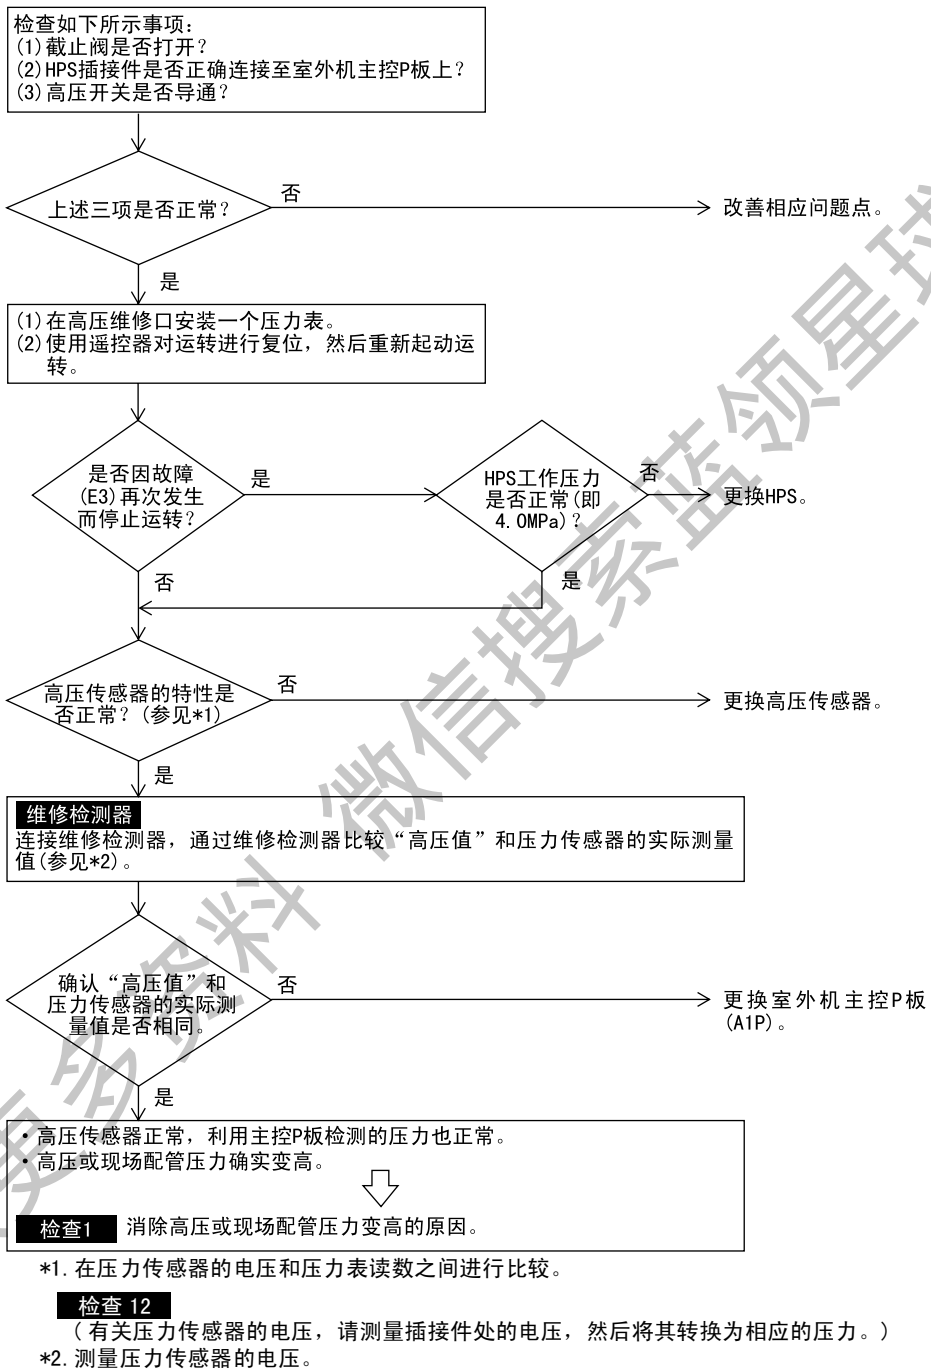 检查如下所示事项：
(1)截止阀是否打开？
(2)HPS插接件是否正确连接至室外机主控P板上？
(3)高压开关是否导通？
上述三项是否正常？
否
改善相应问题点。
是
(1)在高压维修口安装一个压力表。
(2)使用遥控器对运转进行复位，然后重新起动运
转。
是否因故障
(E3)再次发生
而停止运转？
是
HPS工作压力
是否正常(即
4.0MPa)？
否
更换HPS。
否
是
高压传感器的特性是
否正常？(参见*1)
否
更换高压传感器。
是
维修检测器
连接维修检测器，通过维修检测器比较“高压值”和压力传感器的实际测量
值(参见*2)。
确认“高压值”和
压力传感器的实际测
量值是否相同。
否
更换室外机主控P板
(A1P)。
是
・高压传感器正常，利用主控P板检测的压力也正常。
・高压或现场配管压力确实变高。
检查1 消除高压或现场配管压力变高的原因。
*1.在压力传感器的电压和压力表读数之间进行比较。
检查 12
(有关压力传感器的电压，请测量插接件处的电压，然后将其转换为相应的压力。)
*2.测量压力传感器的电压。
更多资料 微信搜索蓝领星球